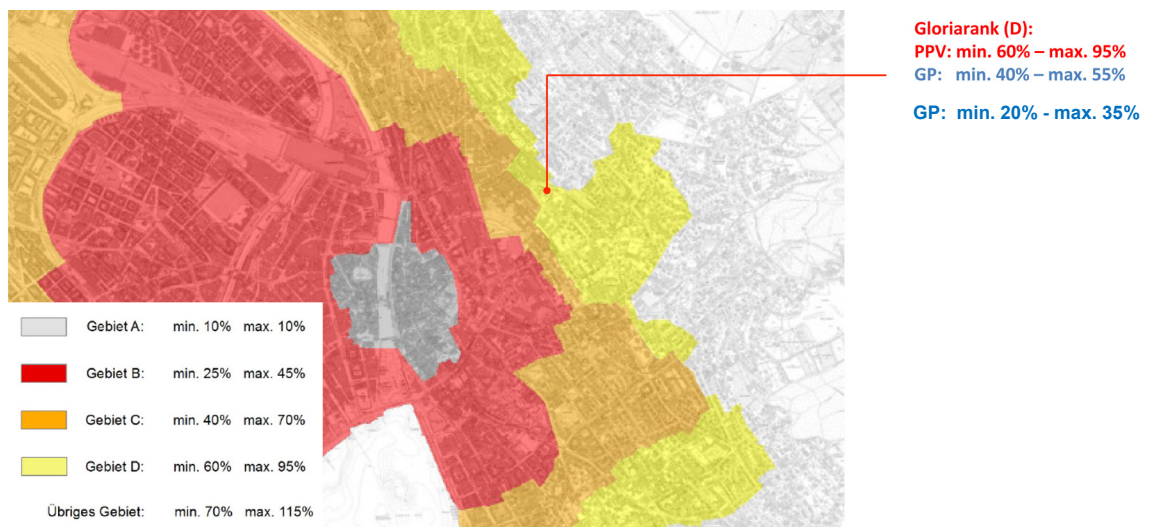 Gloriarank (D):
PPV: min. 60% – max. 95%
GP: min. 40% – max. 55%
GP: min. 20% - max. 35%
Gebiet A: min. 10% max. 10%
Gebiet B: min. 25% max. 45%
Gebiet C: min. 40% max. 70%
Gebiet D: min. 60% max. 95%
Übriges Gebiet: min. 70% max. 115%